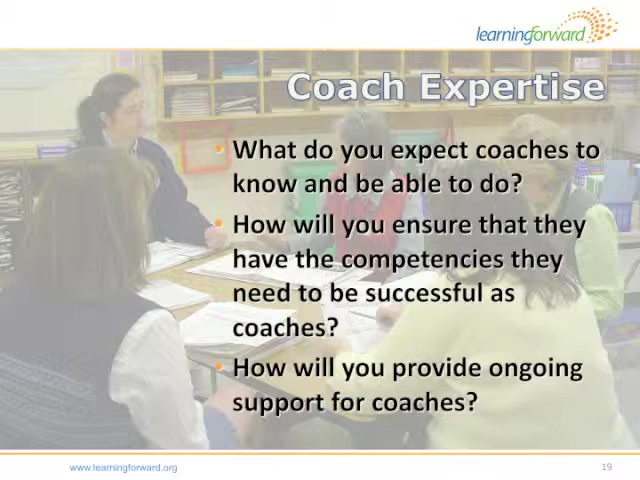 learningforward
Coach Expertise
• What do you expect coaches to
know and be able to do?
• How will you ensure that they
have the competencies they
need to be successful as
coaches?
• How will you provide ongoing
support for coaches?
www.learningforward.org
19